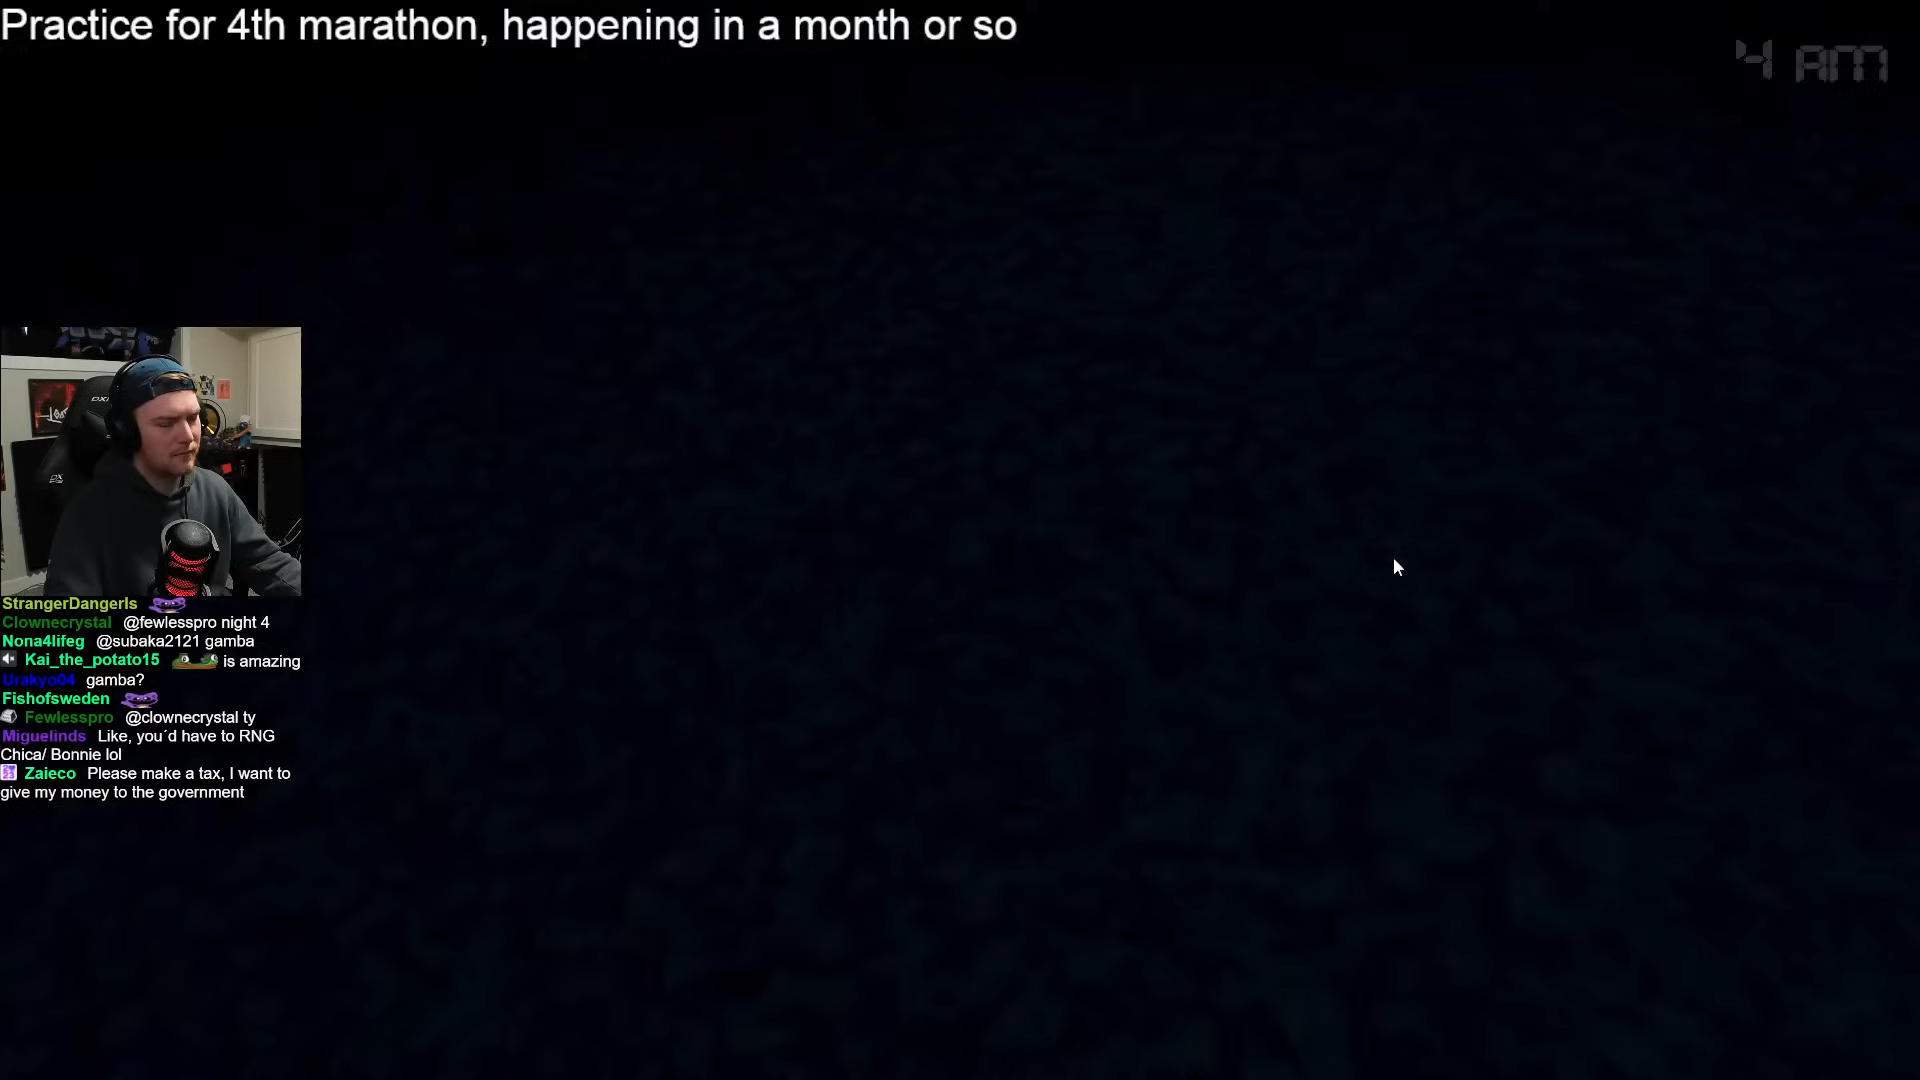 Practice for 4th marathon, happening in a month or so
4 AM
StrangerDangerls
Clownecrystal @fewlesspro night 4
Nona4lifeg @subaka2121 gamba
Kai_the_potato15 is amazing
Urakyo04 gamba?
Fishofsweden
Fewlesspro @clownecrystal ty
Miguelinds Like, you´d have to RNG
Chica/ Bonnie lol
Zaieco Please make a tax, I want to
give my money to the government